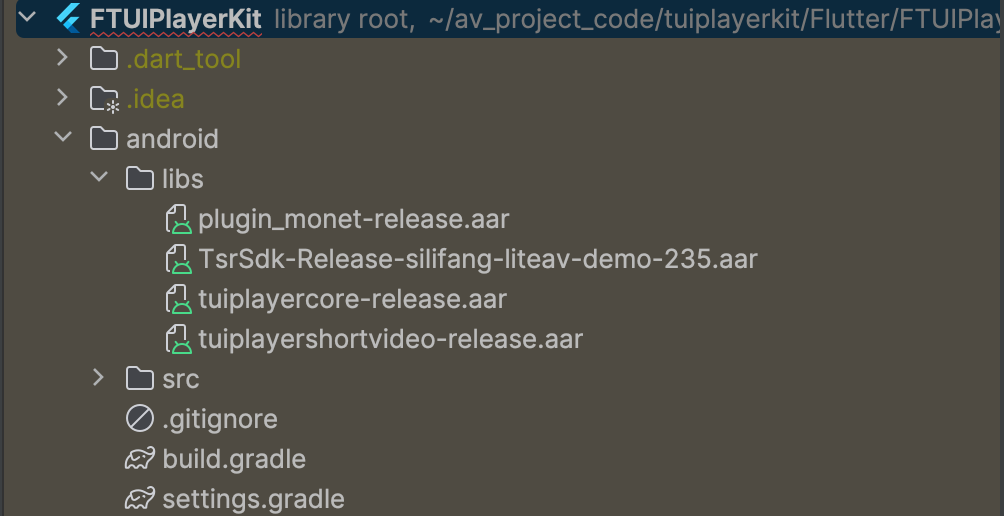 FTUIPlayerKit library root, ~/av_project_code/tuiplayerkit/Flutter/FTUIPlay
.dart_tool
.idea
android
libs
plugin_monet-release.aar
TsrSdk-Release-silifang-liteav-demo-235.aar
tuiplayercore-release.aar
tuiplayershortvideo-release.aar
src
.gitignore
build.gradle
settings.gradle